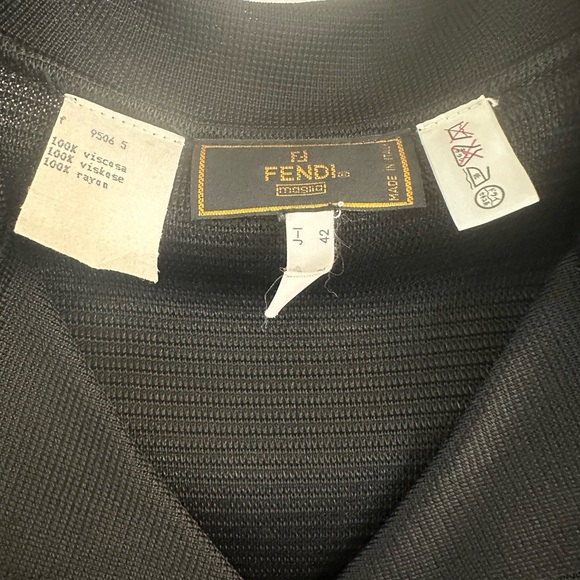 f 9506 5
100% viscosa
100% viskose
100% rayon
FENDI
maglia
MADE IN ITALY
J-I 42